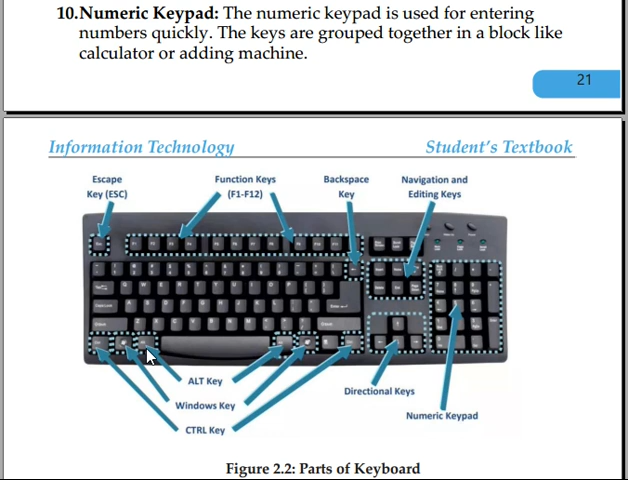 10. Numeric Keypad: The numeric keypad is used for entering
numbers quickly. The keys are grouped together in a block like
calculator or adding machine.
21
Information Technology Student’s Textbook
Escape
Key (ESC)
Function Keys
(F1-F12)
Backspace
Key
Navigation and
Editing Keys
ALT Key
Windows Key
CTRL Key
Directional Keys
Numeric Keypad
Figure 2.2: Parts of Keyboard